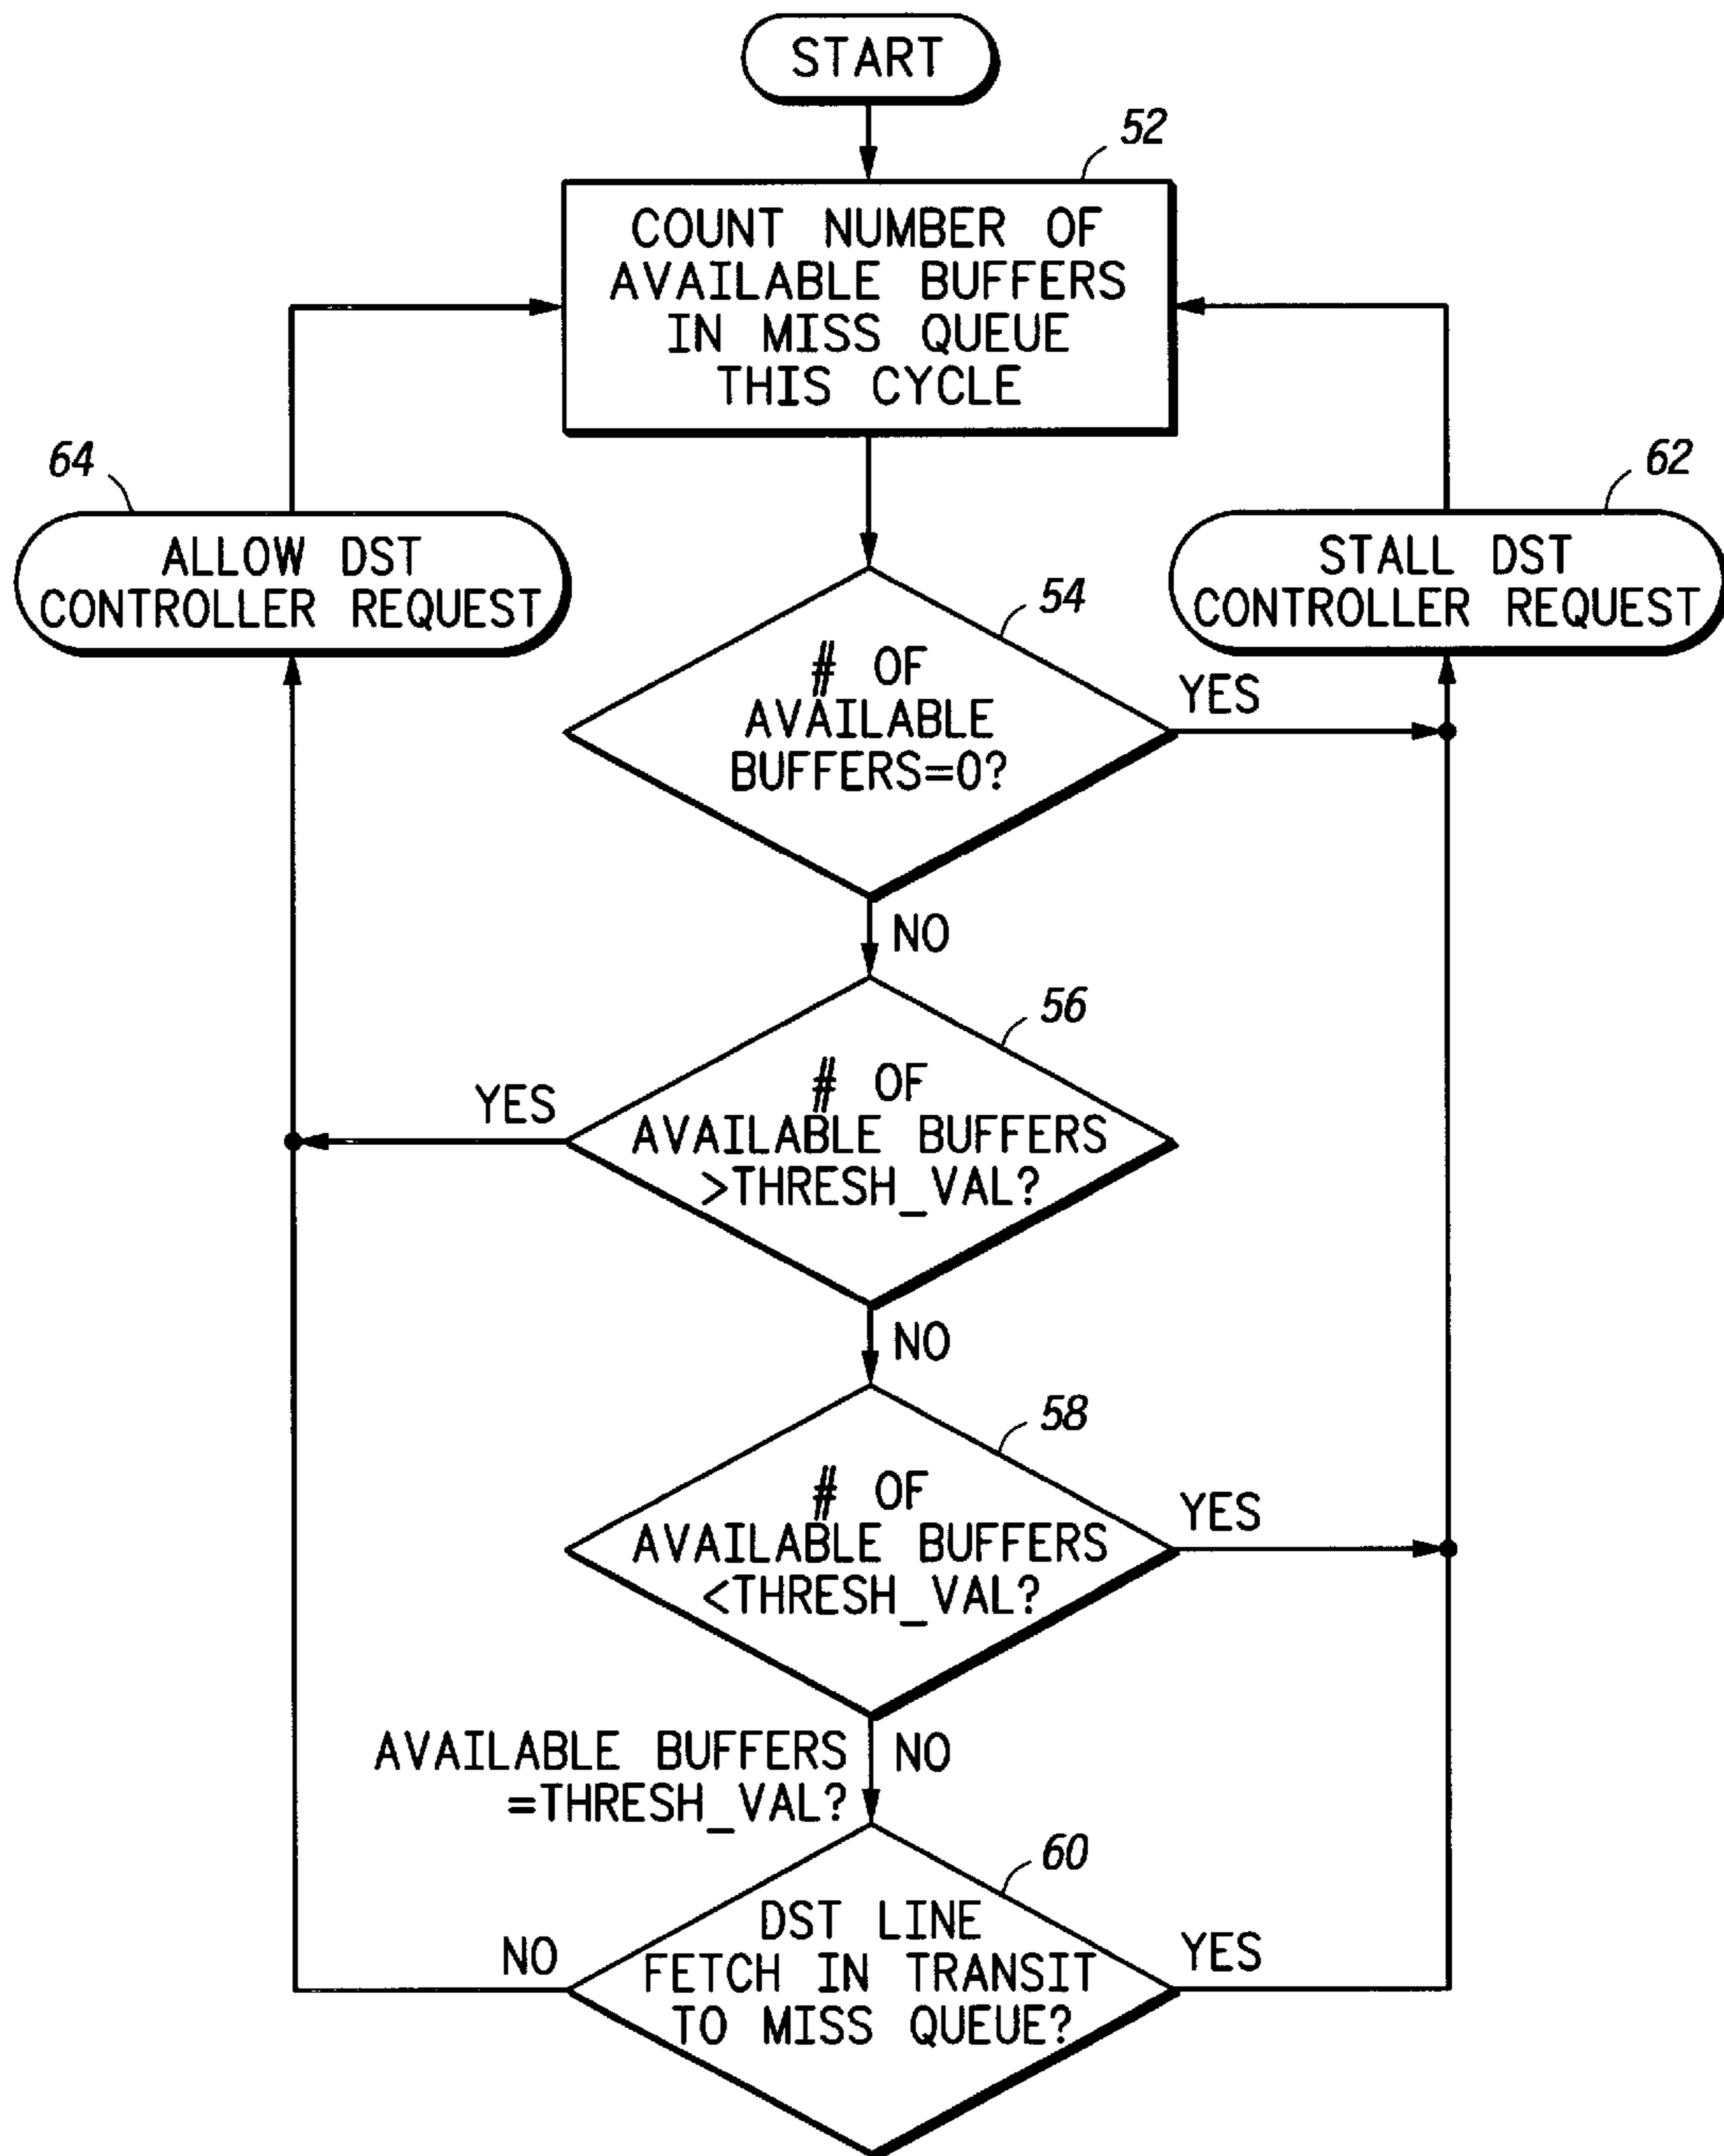 START
52
COUNT NUMBER OF
AVAILABLE BUFFERS
IN MISS QUEUE
THIS CYCLE
64
ALLOW DST
CONTROLLER REQUEST
62
STALL DST
CONTROLLER REQUEST
54
# OF
AVAILABLE
BUFFERS=0?
YES
NO
56
# OF
AVAILABLE BUFFERS
>THRESH_VAL?
YES
NO
58
# OF
AVAILABLE BUFFERS
<THRESH_VAL?
YES
AVAILABLE BUFFERS
=THRESH_VAL?
NO
60
DST LINE
FETCH IN TRANSIT
TO MISS QUEUE?
NO
YES